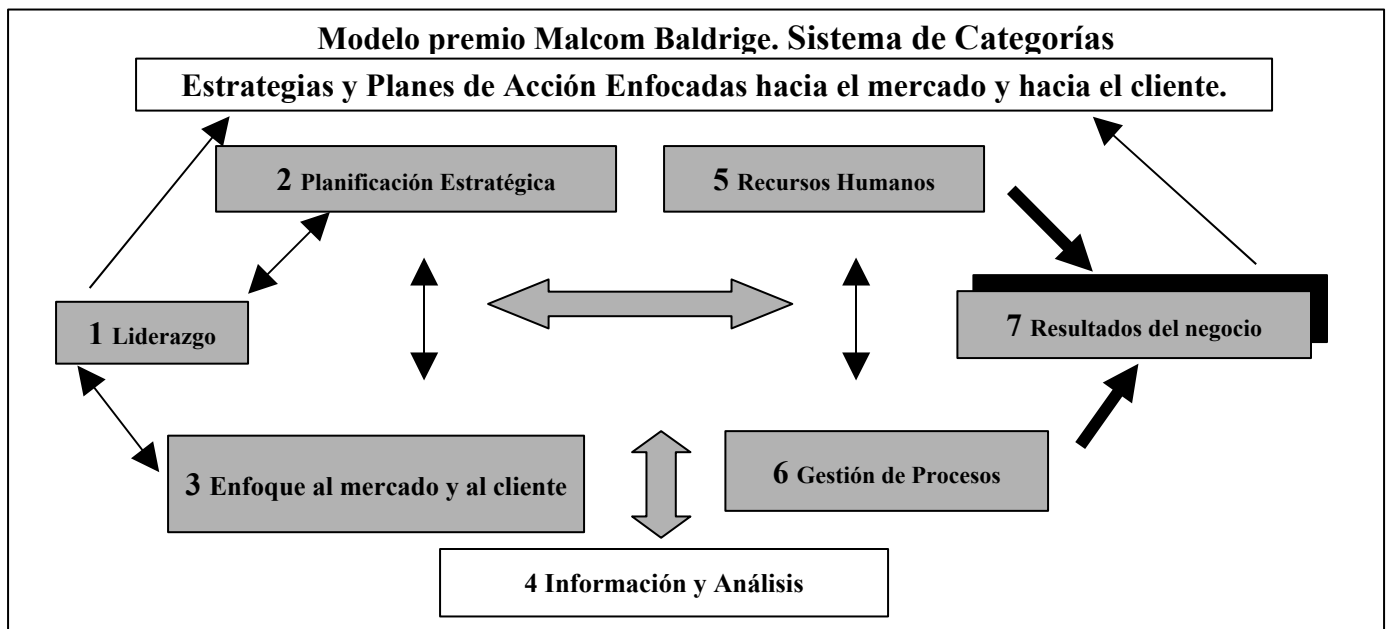 Modelo premio Malcom Baldrige. Sistema de Categorías
Estrategias y Planes de Acción Enfocadas hacia el mercado y hacia el cliente.
2 Planificación Estratégica
5 Recursos Humanos
1 Liderazgo
7 Resultados del negocio
3 Enfoque al mercado y al cliente
6 Gestión de Procesos
4 Información y Análisis